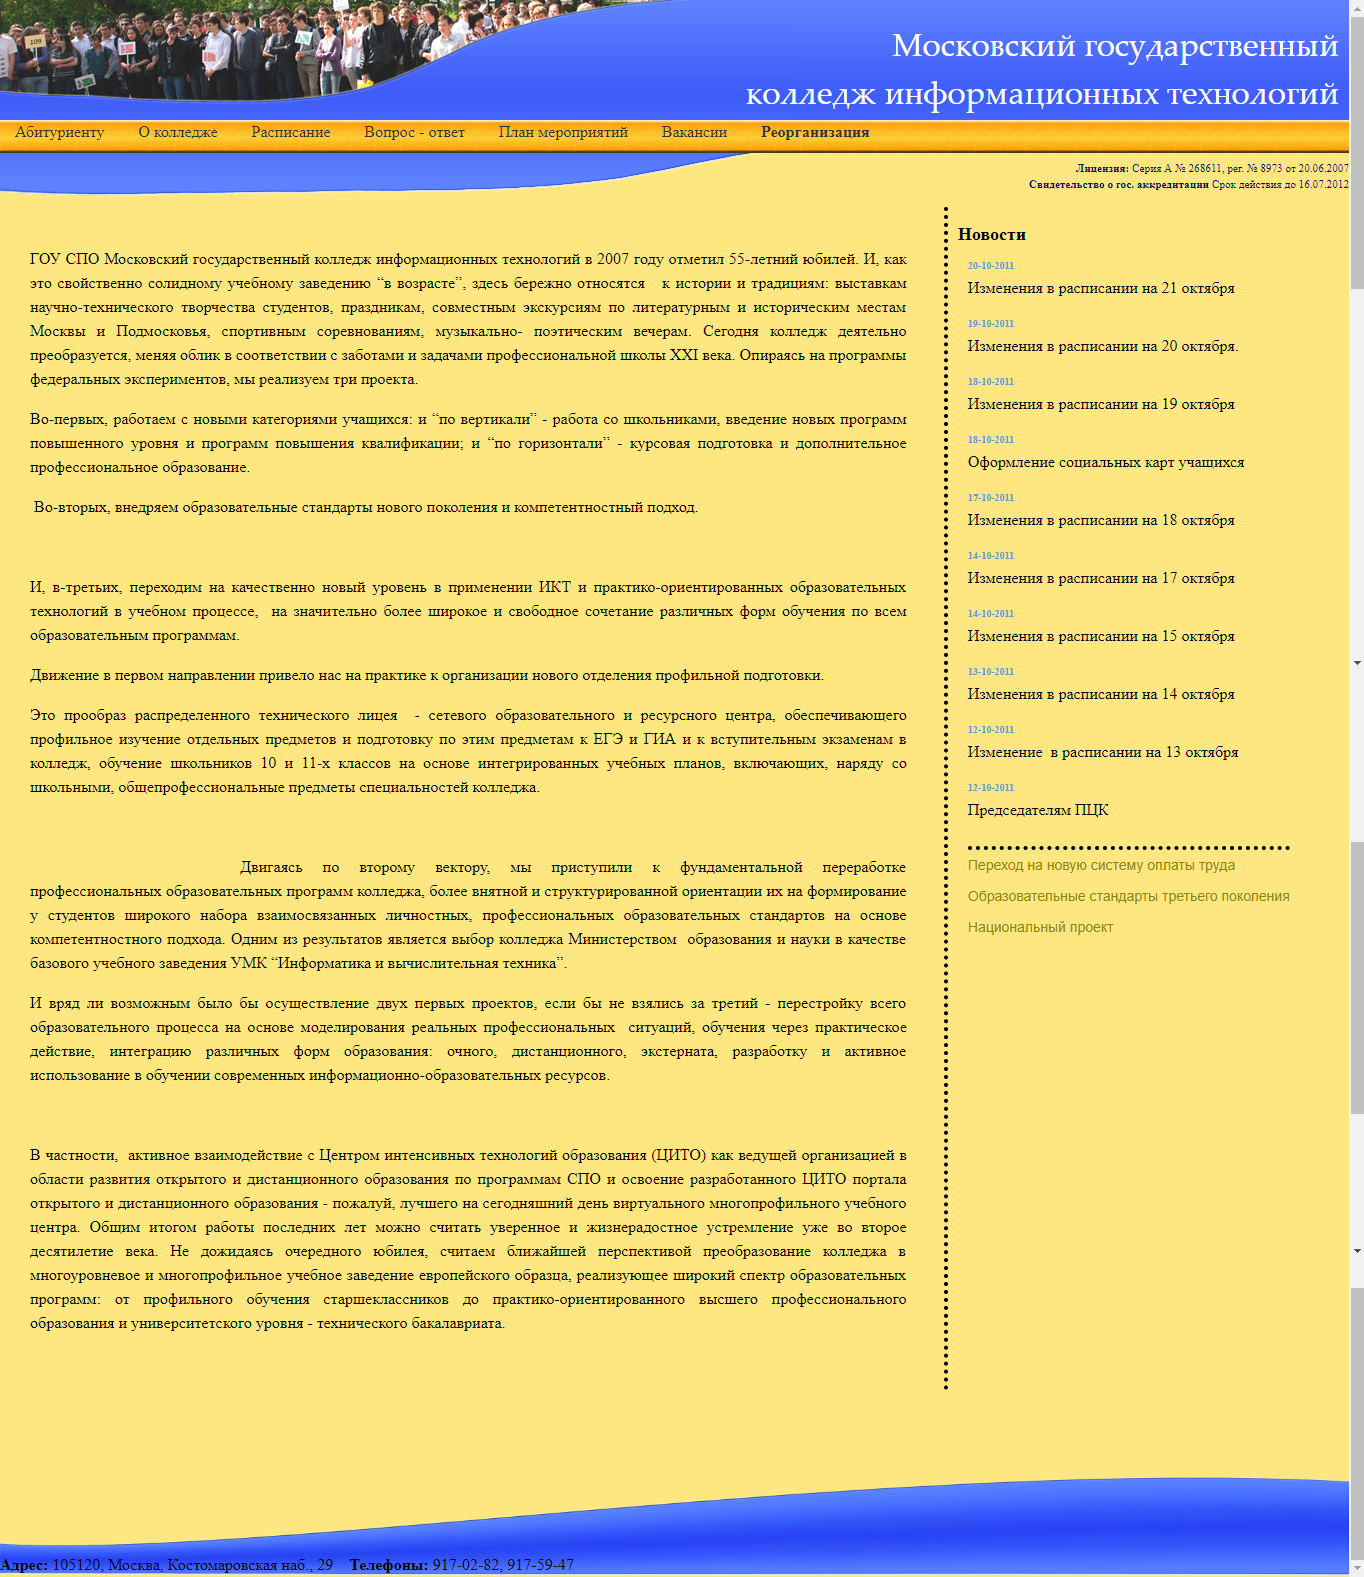 109
Московский государственный
колледж информационных технологий
Абитуриенту О колледже Расписание Вопрос - ответ План мероприятий Вакансии Реорганизация
Лицензия: Серия А № 268611, рег. № 8973 от 20.06.2007
Свидетельство о гос. аккредитации Срок действия до 16.07.2012
ГОУ СПО Московский государственный колледж информационных технологий в 2007 году отметил 55-летний юбилей. И, как
это свойственно солидному учебному заведению “в возрасте”, здесь бережно относятся к истории и традициям: выставкам
научно-технического творчества студентов, праздникам, совместным экскурсиям по литературным и историческим местам
Москвы и Подмосковья, спортивным соревнованиям, музыкально- поэтическим вечерам. Сегодня колледж деятельно
преобразуется, меняя облик в соответствии с заботами и задачами профессиональной школы XXI века. Опираясь на программы
федеральных экспериментов, мы реализуем три проекта.
Во-первых, работаем с новыми категориями учащихся: и “по вертикали” - работа со школьниками, введение новых программ
повышенного уровня и программ повышения квалификации; и “по горизонтали” - курсовая подготовка и дополнительное
профессиональное образование.
Во-вторых, внедряем образовательные стандарты нового поколения и компетентностный подход.
И, в-третьих, переходим на качественно новый уровень в применении ИКТ и практико-ориентированных образовательных
технологий в учебном процессе, на значительно более широкое и свободное сочетание различных форм обучения по всем
образовательным программам.
Движение в первом направлении привело нас на практике к организации нового отделения профильной подготовки.
Это прообраз распределенного технического лицея - сетевого образовательного и ресурсного центра, обеспечивающего
профильное изучение отдельных предметов и подготовку по этим предметам к ЕГЭ и ГИА и к вступительным экзаменам в
колледж, обучение школьников 10 и 11-х классов на основе интегрированных учебных планов, включающих, наряду со
школьными, общепрофессиональные предметы специальностей колледжа.
Двигаясь по второму вектору, мы приступили к фундаментальной переработке
профессиональных образовательных программ колледжа, более внятной и структурированной ориентации их на формирование
у студентов широкого набора взаимосвязанных личностных, профессиональных образовательных стандартов на основе
компетентностного подхода. Одним из результатов является выбор колледжа Министерством образования и науки в качестве
базового учебного заведения УМК “Информатика и вычислительная техника”.
И вряд ли возможным было бы осуществление двух первых проектов, если бы не взялись за третий - перестройку всего
образовательного процесса на основе моделирования реальных профессиональных ситуаций, обучения через практическое
действие, интеграцию различных форм образования: очного, дистанционного, экстерната, разработку и активное
использование в обучении современных информационно-образовательных ресурсов.
В частности, активное взаимодействие с Центром интенсивных технологий образования (ЦИТО) как ведущей организацией в
области развития открытого и дистанционного образования по программам СПО и освоение разработанного ЦИТО портала
открытого и дистанционного образования - пожалуй, лучшего на сегодняшний день виртуального многопрофильного учебного
центра. Общим итогом работы последних лет можно считать уверенное и жизнерадостное устремление уже во второе
десятилетие века. Не дожидаясь очередного юбилея, считаем ближайшей перспективой преобразование колледжа в
многоуровневое и многопрофильное учебное заведение европейского образца, реализующее широкий спектр образовательных
программ: от профильного обучения старшеклассников до практико-ориентированного высшего профессионального
образования и университетского уровня - технического бакалавриата.
Новости
20-10-2011
Изменения в расписании на 21 октября
19-10-2011
Изменения в расписании на 20 октября.
18-10-2011
Изменения в расписании на 19 октября
18-10-2011
Оформление социальных карт учащихся
17-10-2011
Изменения в расписании на 18 октября
14-10-2011
Изменения в расписании на 17 октября
14-10-2011
Изменения в расписании на 15 октября
13-10-2011
Изменения в расписании на 14 октября
12-10-2011
Изменение в расписании на 13 октября
12-10-2011
Председателям ПЦК
Переход на новую систему оплаты труда
Образовательные стандарты третьего поколения
Национальный проект
Адрес: 105120, Москва, Костомаровская наб., 29 Телефоны: 917-02-82, 917-59-47